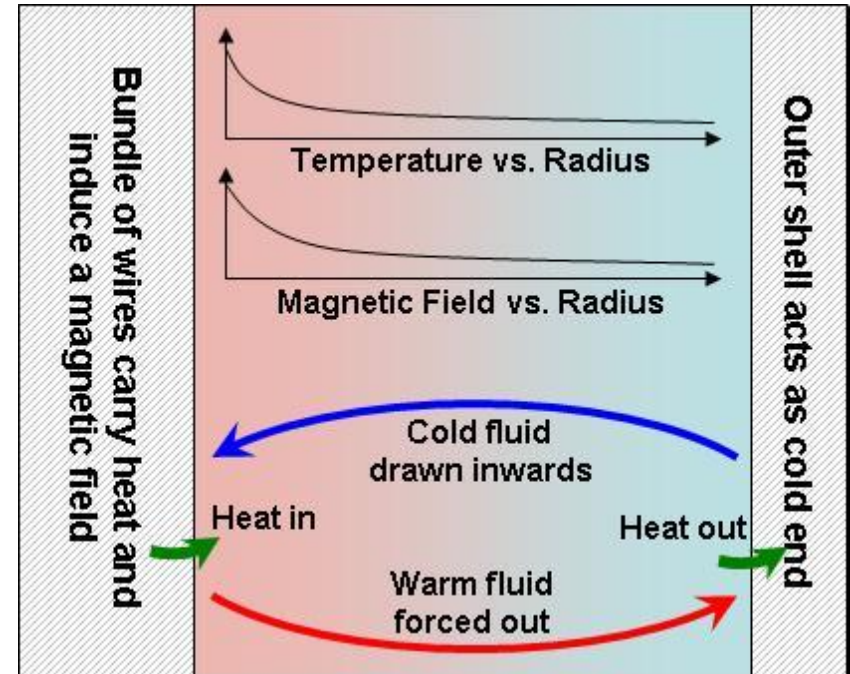 Bundle of wires carry heat and
induce a magnetic field
Temperature vs. Radius
Magnetic Field vs. Radius
Cold fluid
drawn inwards
Heat in
Heat out
Warm fluid
forced out
Outer shell acts as cold end